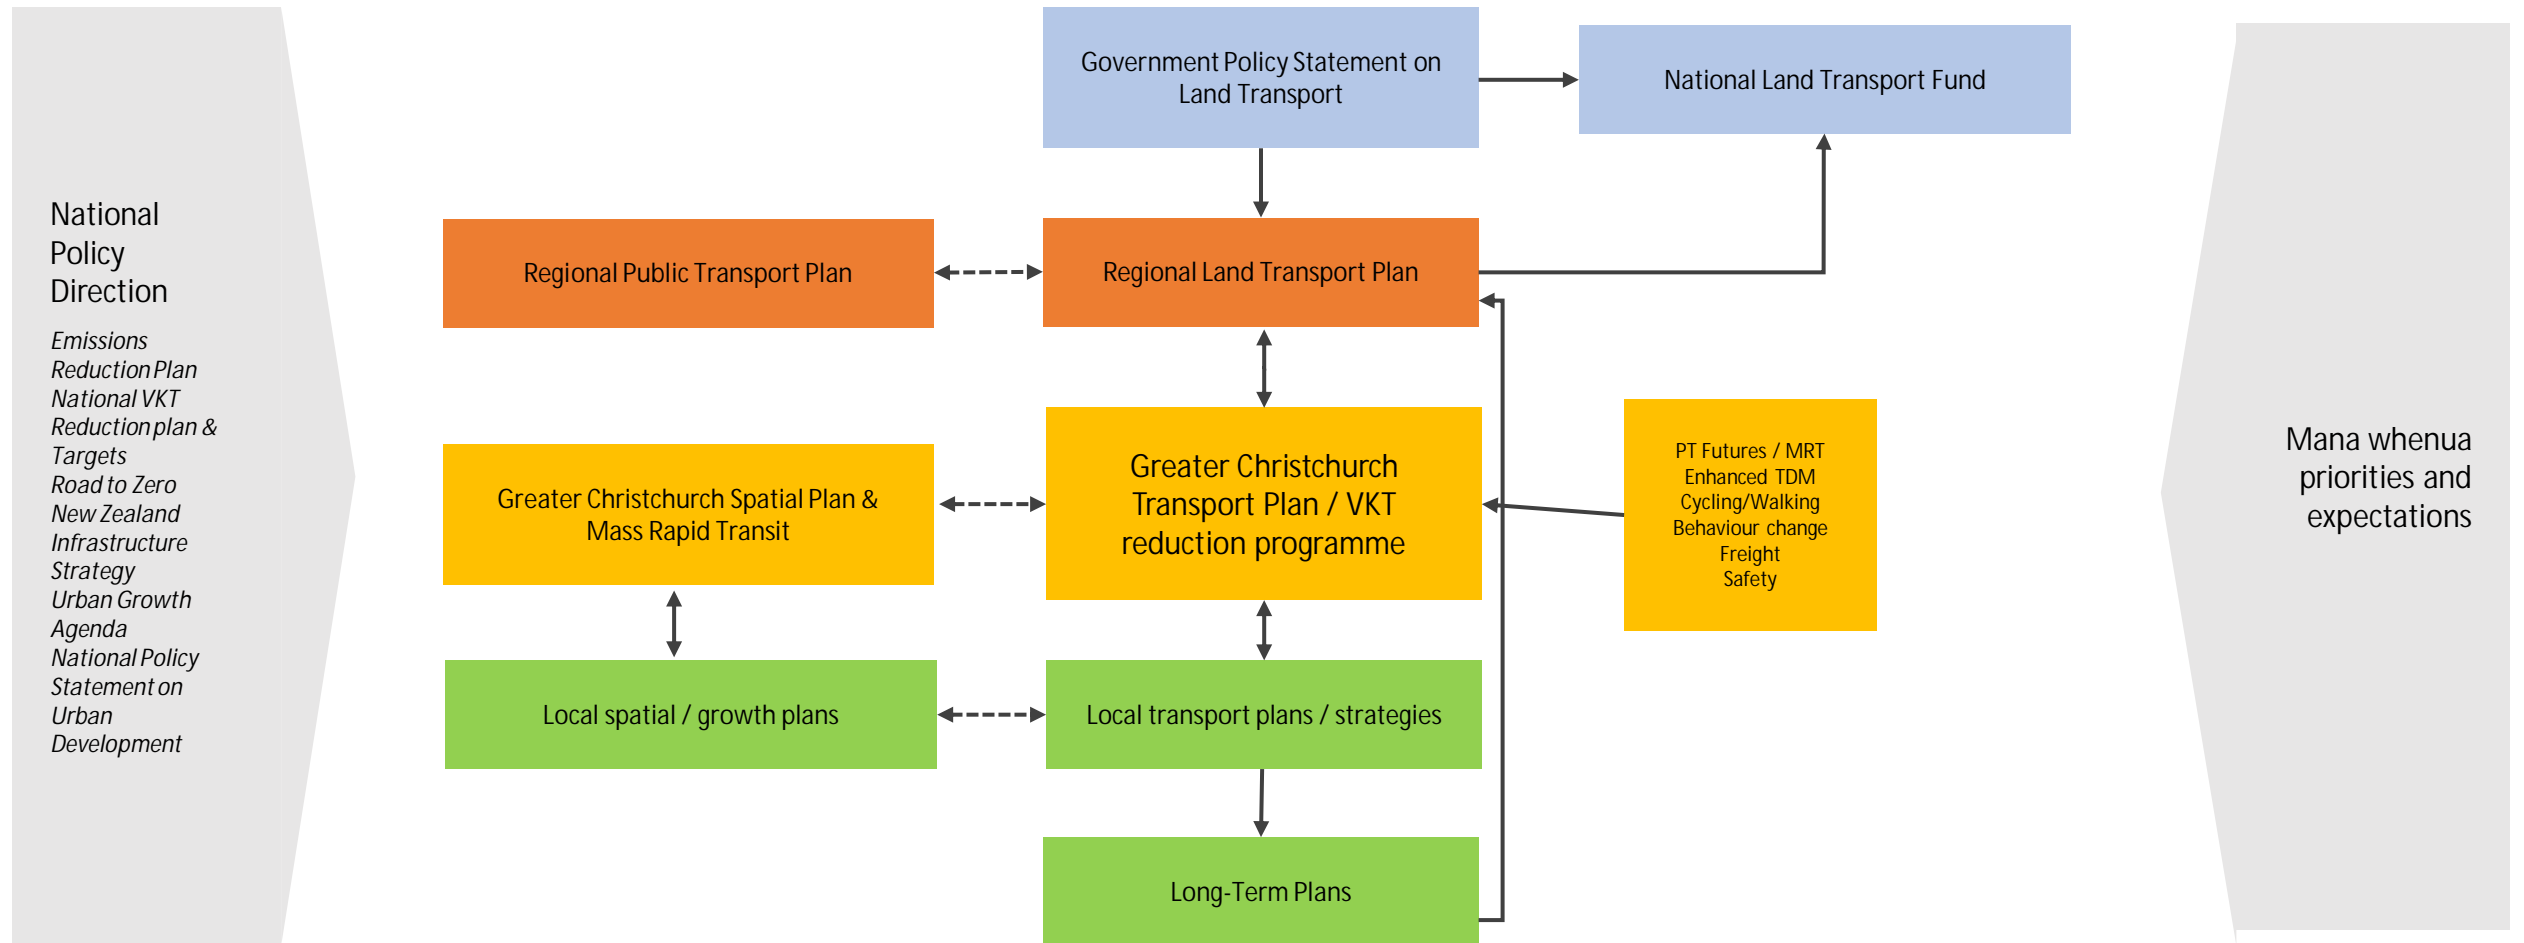 National
Policy
Direction
Emissions
Reduction Plan
National VKT
Reduction plan &
Targets
Road to Zero
New Zealand
Infrastructure
Strategy
Urban Growth
Agenda
National Policy
Statement on
Urban
Development
Government Policy Statement on
Land Transport
National Land Transport Fund
Regional Public Transport Plan
Regional Land Transport Plan
Greater Christchurch Spatial Plan &
Mass Rapid Transit
Greater Christchurch
Transport Plan / VKT
reduction programme
PT Futures / MRT
Enhanced TDM
Cycling/Walking
Behaviour change
Freight
Safety
Local spatial / growth plans
Local transport plans / strategies
Long-Term Plans
Mana whenua
priorities and
expectations